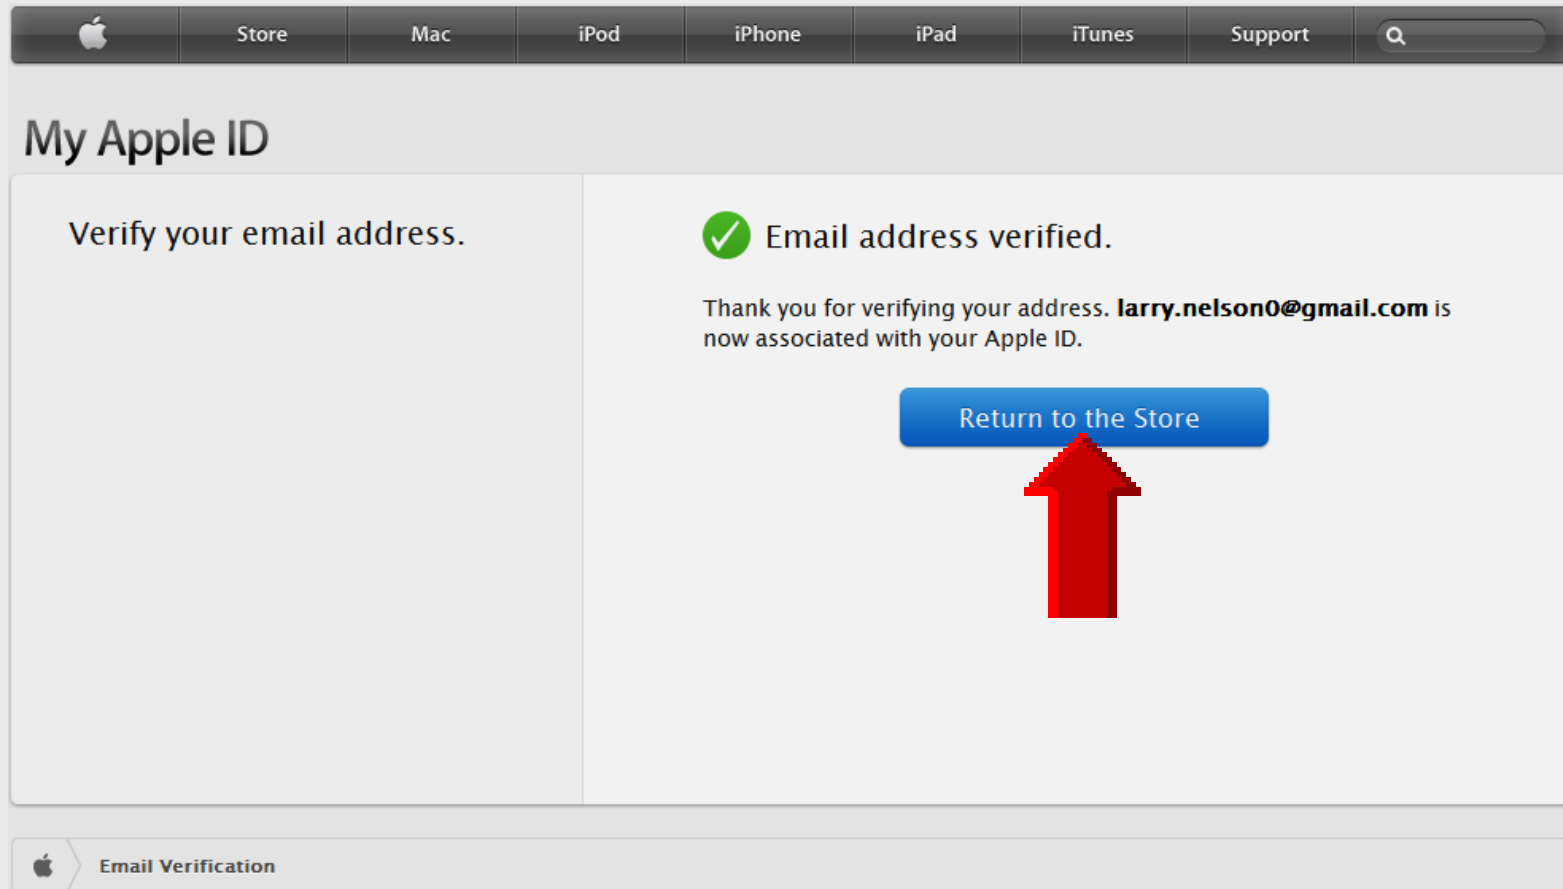 Store Mac iPod iPhone iPad iTunes Support
My Apple ID
Verify your email address.
Email address verified.
Thank you for verifying your address. larry.nelson0@gmail.com is
now associated with your Apple ID.
Return to the Store
Email Verification